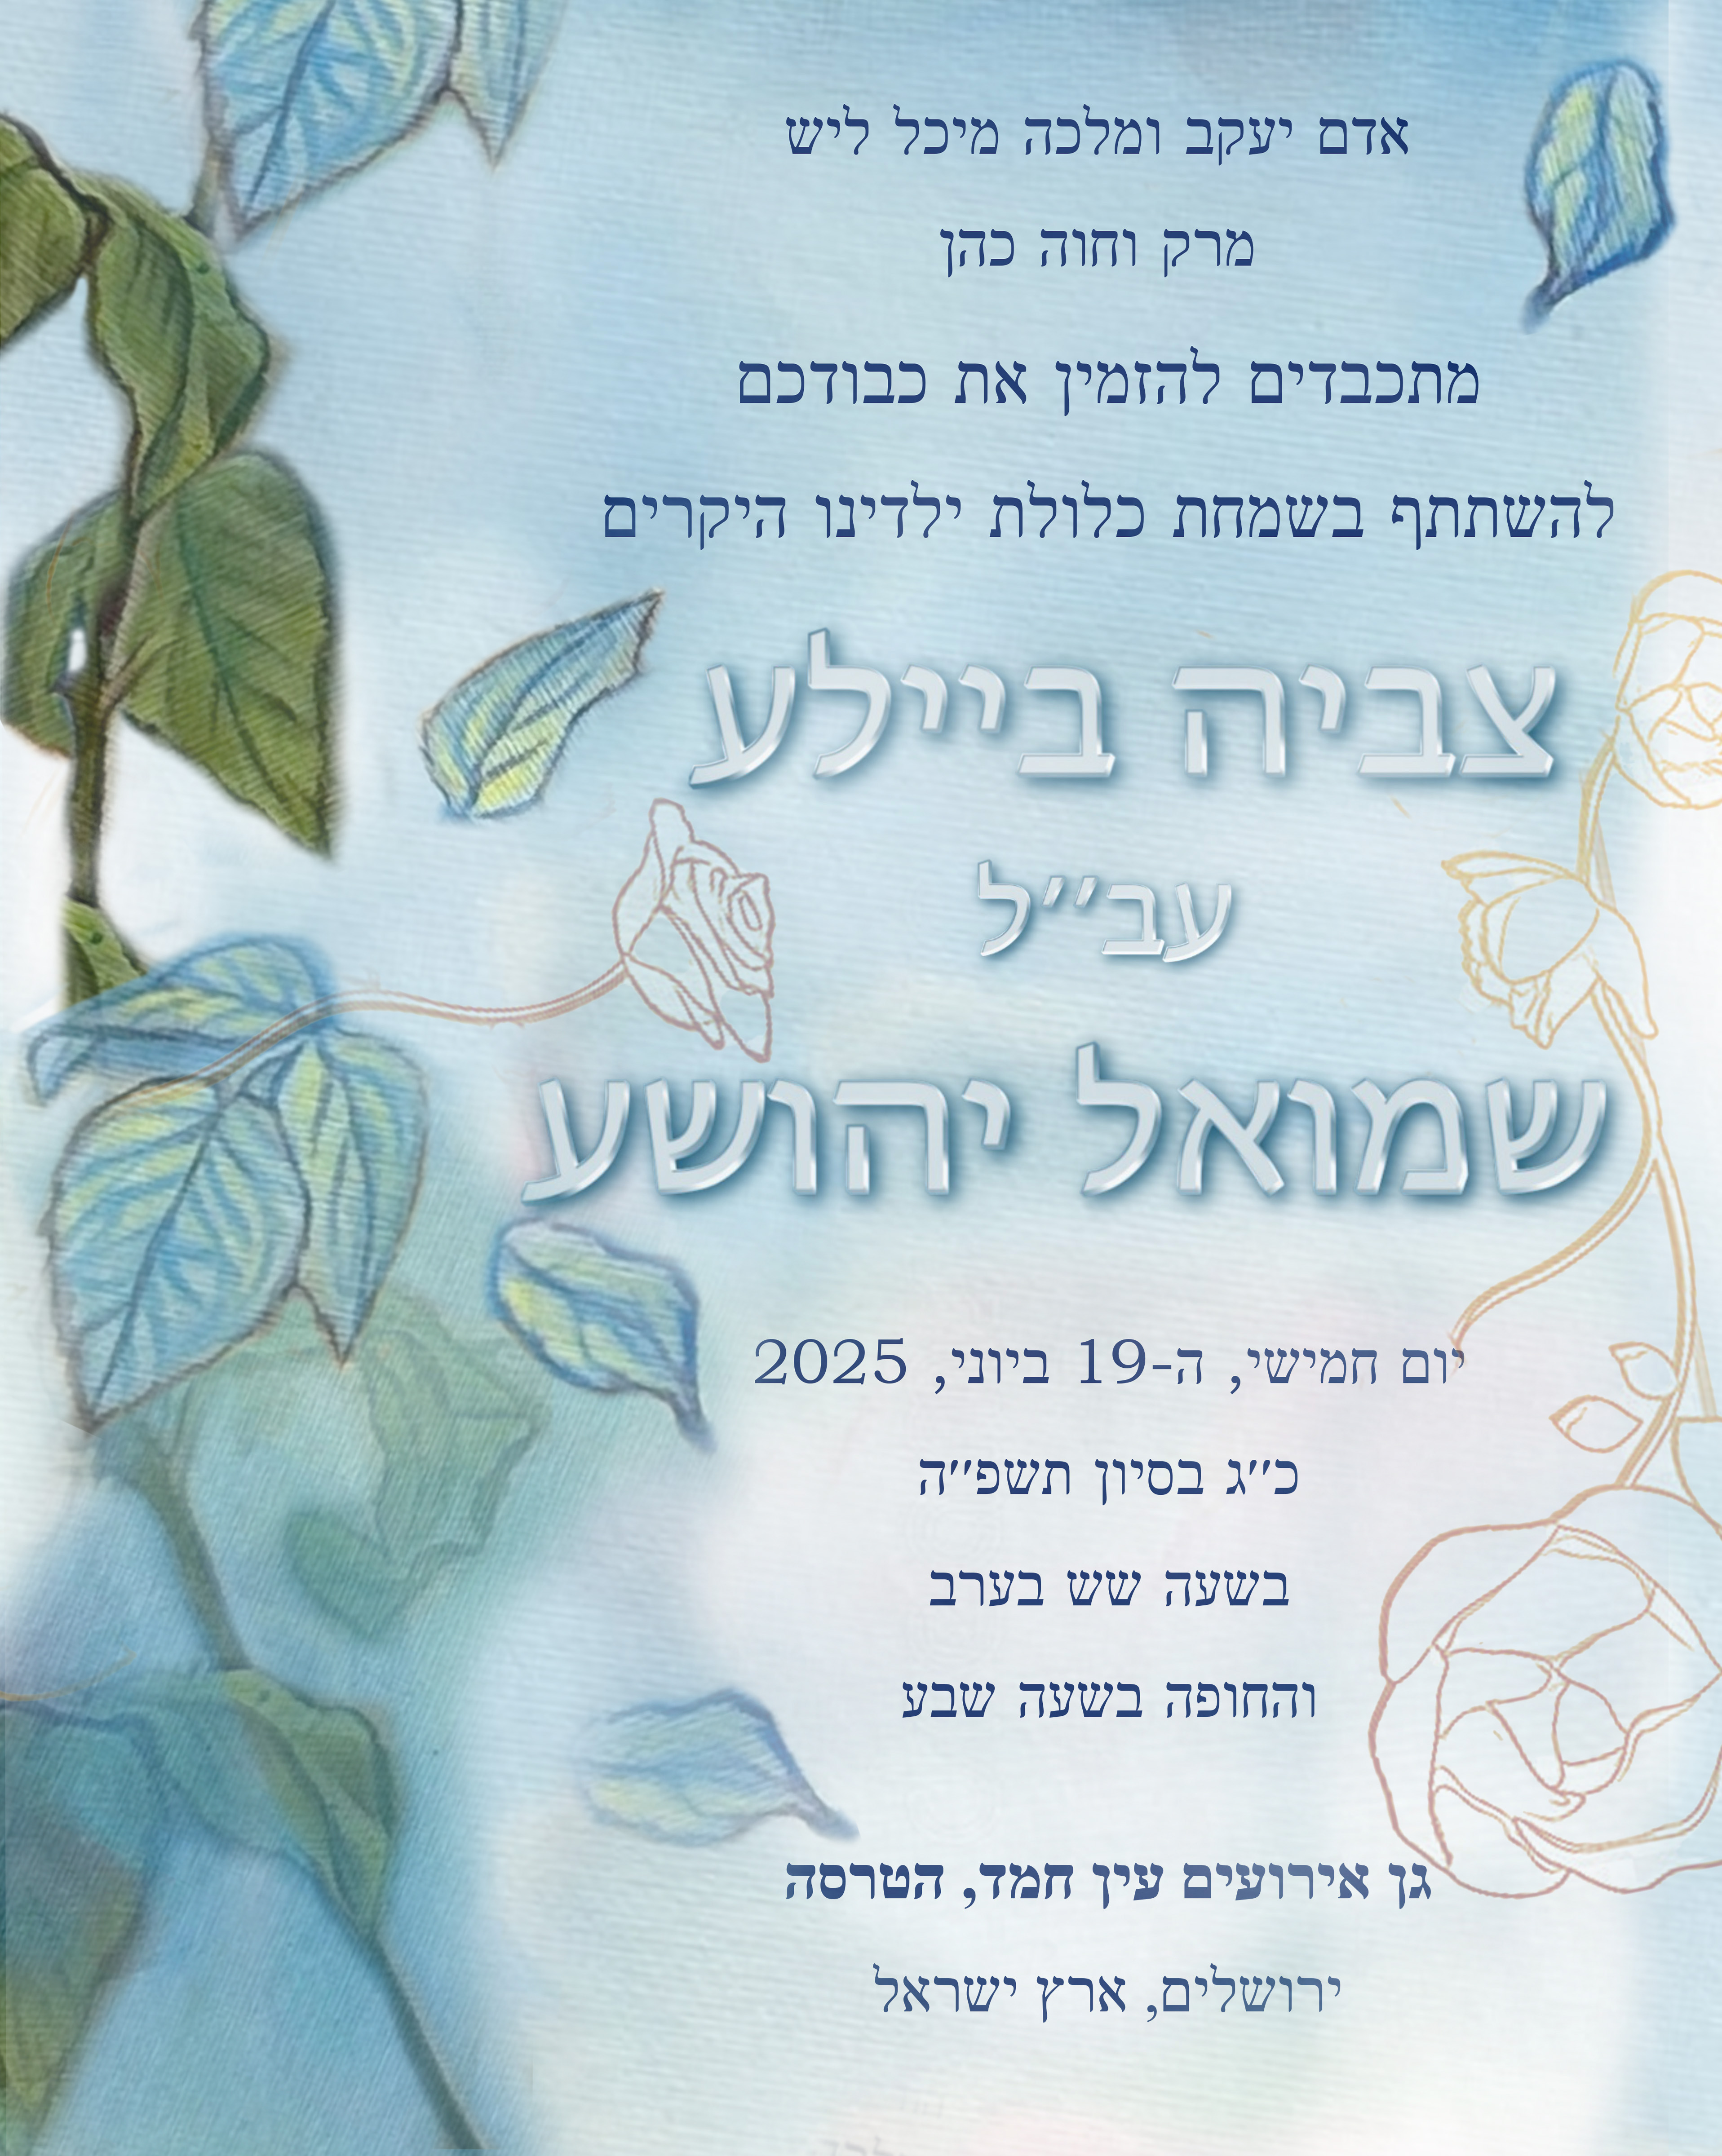 אדם יעקב ומלכה מיכל ליש
מרק וחוה כהן
מתכבדים להזמין את כבודכם
להשתתף בשמחת כלולת ילדינו היקרים
צביה ביילע
עב״ל
שמואל יהושע
יום חמישי, ה-19 ביוני, 2025
כ״ג בסיון תשפ״ה
בשעה שש בערב
והחופה בשעה שבע
גן אירועים עין חמד, הטרסה
ירושלים, ארץ ישראל